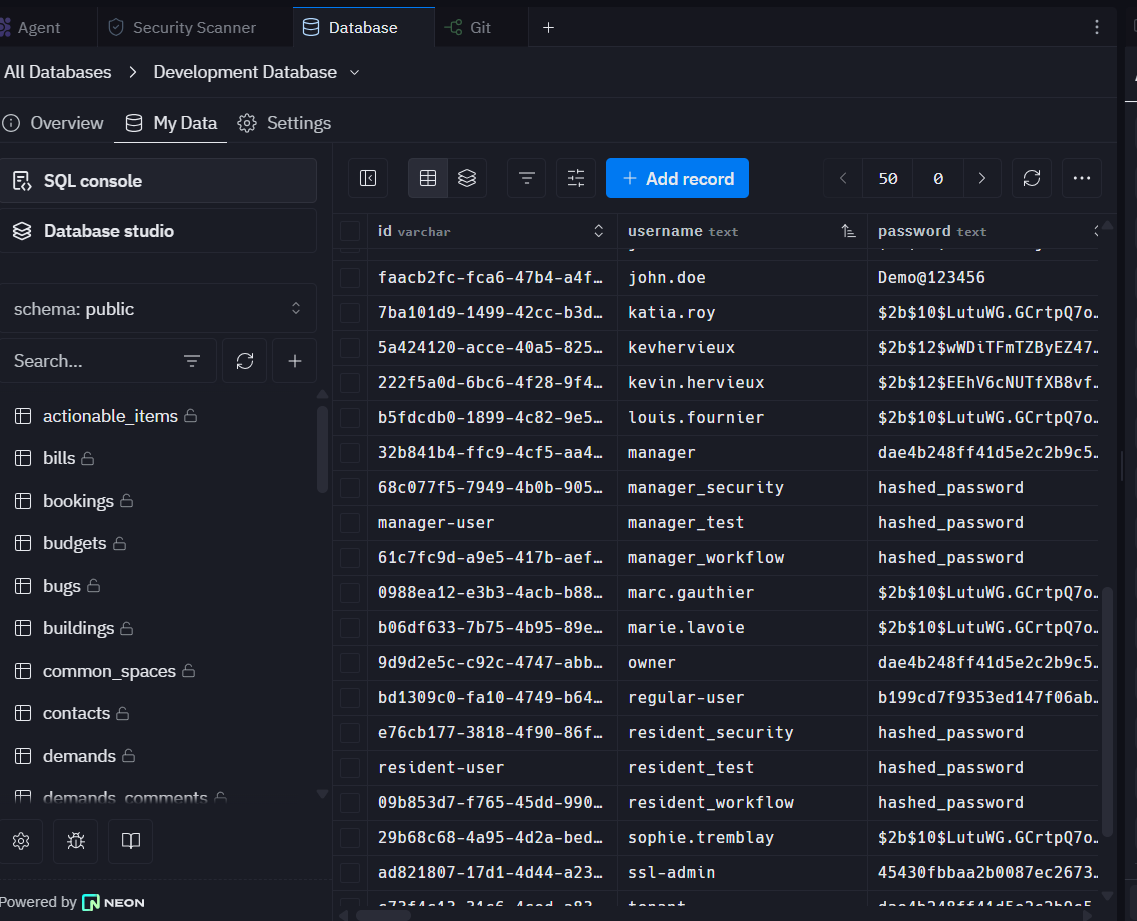 Agent Security Scanner Database Git
All Databases > Development Database
Overview My Data Settings
SQL console
Database studio
schema: public
Search...
actionable_items
bills
bookings
budgets
bugs
buildings
common_spaces
contacts
demands
demands_comments
Powered by NEON
50 0
+ Add record
id varchar username text password text
faacb2fc-fca6-47b4-a4f… john.doe Demo@123456
7ba101d9-1499-42cc-b3d… katia.roy $2b$10$LutuWG.GCrtpQ7o…
5a424120-acce-40a5-825… kevhervieux $2b$12$wWDiTFmTZByEZ47…
222f5a0d-6bc6-4f28-9f4… kevin.hervieux $2b$12$EEhV6cNUTfXB8vf…
b5fdcdb0-1899-4c82-9e5… louis.fournier $2b$10$LutuWG.GCrtpQ7o…
32b841b4-ffc9-4cf5-aa4… manager dae4b248ff41d5e2c2b9c5…
68c077f5-7949-4b0b-905… manager_security hashed_password
manager-user manager_test hashed_password
61c7fc9d-a9e5-417b-aef… manager_workflow hashed_password
0988ea12-e3b3-4acb-b88… marc.gauthier $2b$10$LutuWG.GCrtpQ7o…
b06df633-7b75-4b95-89e… marie.lavoie $2b$10$LutuWG.GCrtpQ7o…
9d9d2e5c-c92c-4747-abb… owner dae4b248ff41d5e2c2b9c5…
bd1309c0-fa10-4749-b64… regular-user b199cd7f9353ed147f06ab…
e76cb177-3818-4f90-86f… resident_security hashed_password
resident-user resident_test hashed_password
09b853d7-f765-45dd-990… resident_workflow hashed_password
29b68c68-4a95-4d2a-bed… sophie.tremblay $2b$10$LutuWG.GCrtpQ7o…
ad821807-17d1-4d44-a23… ssl-admin 45430fbbaa2b0087ec2673…
tenant